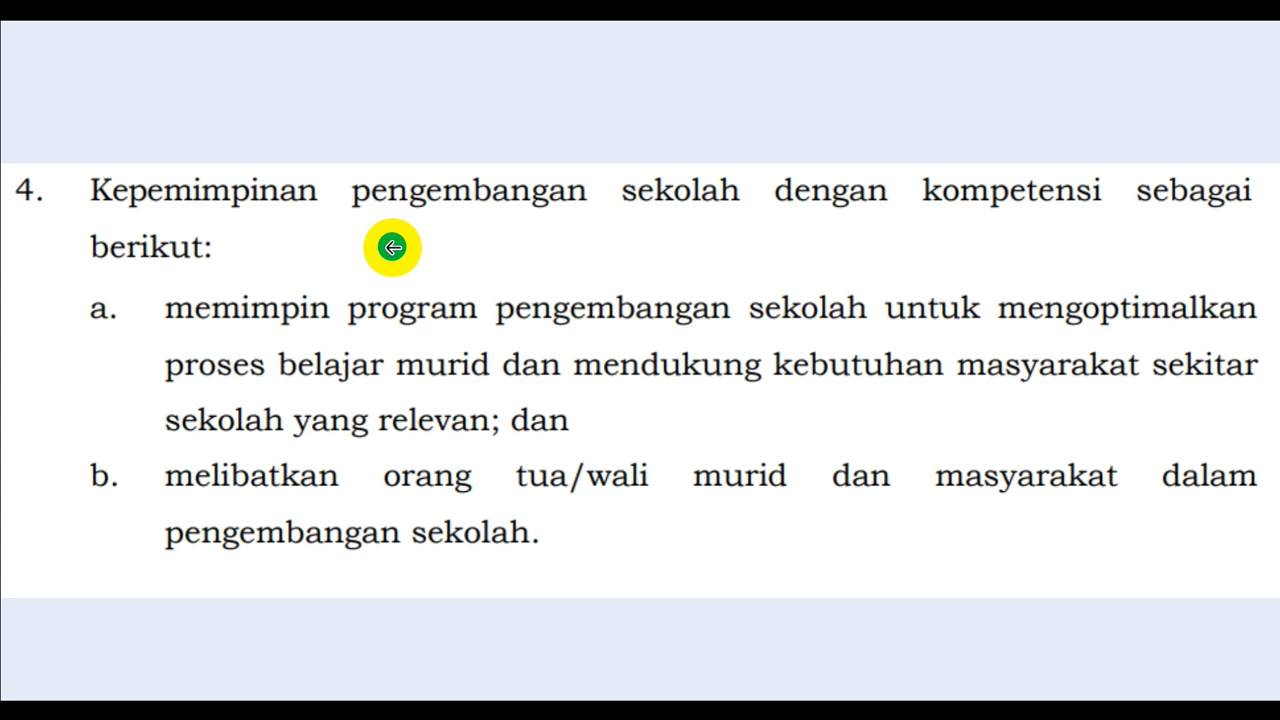 4. Kepemimpinan pengembangan sekolah dengan kompetensi sebagai
berikut:
a. memimpin program pengembangan sekolah untuk mengoptimalkan
proses belajar murid dan mendukung kebutuhan masyarakat sekitar
sekolah yang relevan; dan
b. melibatkan orang tua/wali murid dan masyarakat dalam
pengembangan sekolah.